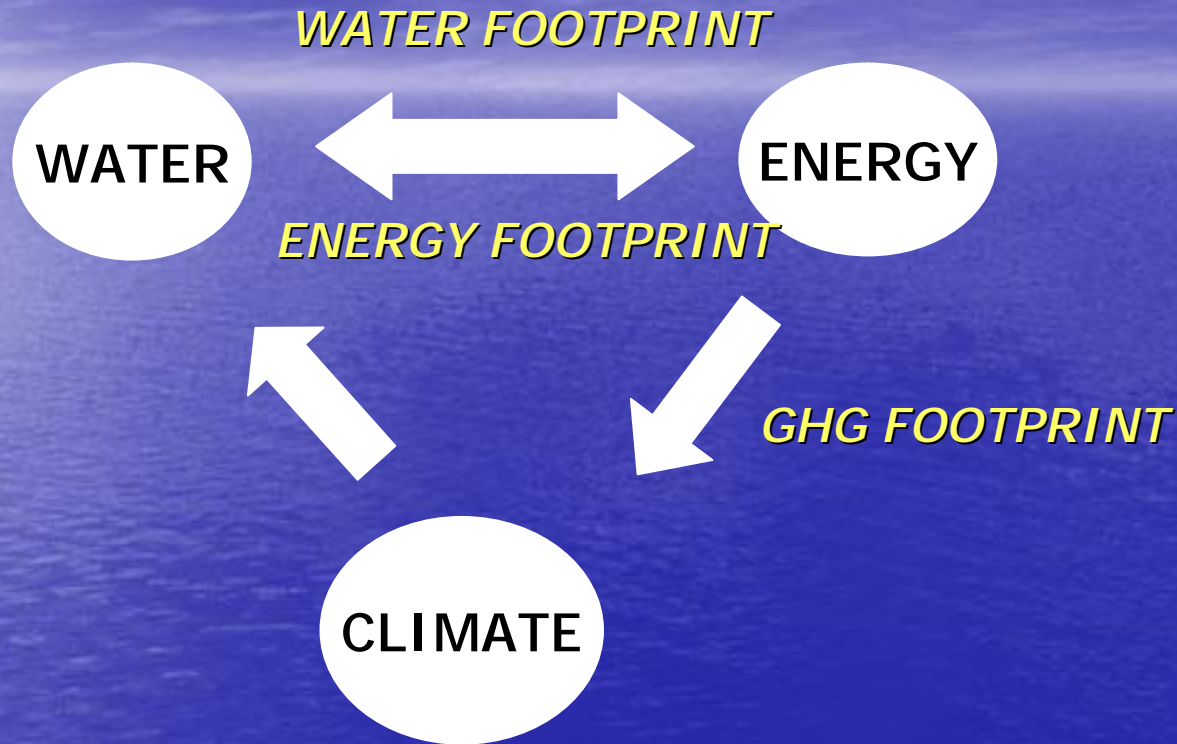 WATER FOOTPRINT
WATER
ENERGY
ENERGY FOOTPRINT
GHG FOOTPRINT
CLIMATE